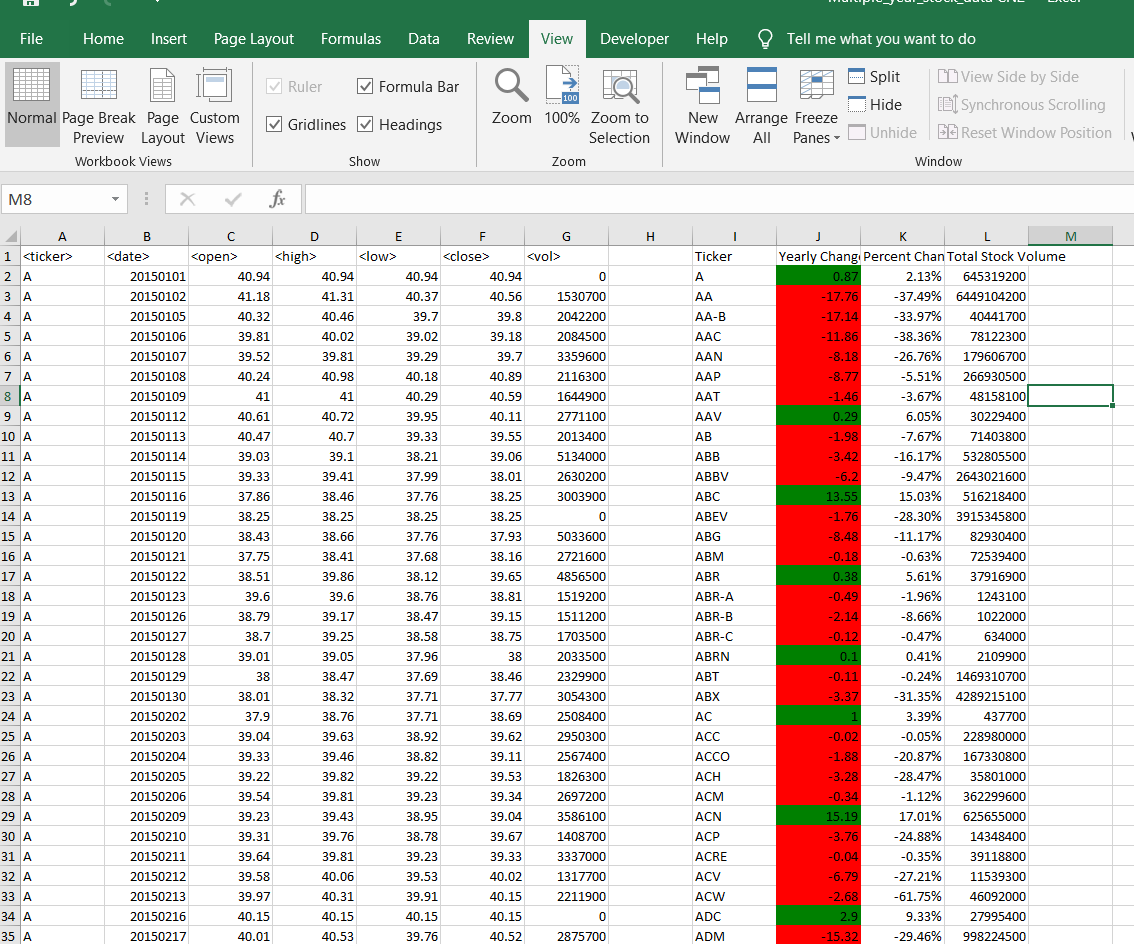 File Home Insert Page Layout Formulas Data Review View Developer Help Tell me what you want to do
Ruler Formula Bar Split View Side by Side
Hide Synchronous Scrolling
Normal Page Break Page Custom Gridlines Headings Zoom 100% Zoom to New Arrange Freeze Unhide Reset Window Position
Preview Layout Views Selection Window All Panes
Workbook Views Show Zoom Window
M8 fx
A B C D E F G H I J K L M
1 <ticker> <date> <open> <high> <low> <close> <vol> Ticker Yearly Chang Percent Chan Total Stock Volume
2 A 20150101 40.94 40.94 40.94 40.94 0 A 0.87 2.13% 645319200
3 A 20150102 41.18 41.31 40.37 40.56 1530700 AA -17.76 -37.49% 6449104200
4 A 20150105 40.32 40.46 39.7 39.8 2042200 AA-B -17.14 -33.97% 40441700
5 A 20150106 39.81 40.02 39.02 39.18 2084500 AAC -11.86 -38.36% 78122300
6 A 20150107 39.52 39.81 39.29 39.7 3359600 AAN -8.18 -26.76% 179606700
7 A 20150108 40.24 40.98 40.18 40.89 2116300 AAP -8.77 -5.51% 266930500
8 A 20150109 41 41 40.29 40.59 1644900 AAT -1.46 -3.67% 48158100
9 A 20150112 40.61 40.72 39.95 40.11 2771100 AAV 0.29 6.05% 30229400
10 A 20150113 40.47 40.7 39.33 39.55 2013400 AB -1.98 -7.67% 71403800
11 A 20150114 39.03 39.1 38.21 39.06 5134000 ABB -3.42 -16.17% 532805500
12 A 20150115 39.33 39.41 37.99 38.01 2630200 ABBV -6.2 -9.47% 2643021600
13 A 20150116 37.86 38.46 37.76 38.25 3003900 ABC 13.55 15.03% 516218400
14 A 20150119 38.25 38.25 38.25 38.25 0 ABEV -1.76 -28.30% 3915345800
15 A 20150120 38.43 38.66 37.76 37.93 5033600 ABG -8.48 -11.17% 82930400
16 A 20150121 37.75 38.41 37.68 38.16 2721600 ABM -0.18 -0.63% 72539400
17 A 20150122 38.51 39.86 38.12 39.65 4856500 ABR 0.38 5.61% 37916900
18 A 20150123 39.6 39.6 38.76 38.81 1519200 ABR-A -0.49 -1.96% 1243100
19 A 20150126 38.79 39.17 38.47 39.15 1511200 ABR-B -2.14 -8.66% 1022000
20 A 20150127 38.7 39.25 38.58 38.75 1703500 ABR-C -0.12 -0.47% 634000
21 A 20150128 39.01 39.05 37.96 38 2033500 ABRN 0.1 0.41% 2109900
22 A 20150129 38 38.47 37.69 38.46 2329900 ABT -0.11 -0.24% 1469310700
23 A 20150130 38.01 38.32 37.71 37.77 3054300 ABX -3.37 -31.35% 4289215100
24 A 20150202 37.9 38.76 37.71 38.69 2508400 AC 1 3.39% 437700
25 A 20150203 39.04 39.63 38.92 39.62 2950300 ACC -0.02 -0.05% 228980000
26 A 20150204 39.33 39.46 38.82 39.11 2567400 ACCO -1.88 -20.87% 167330800
27 A 20150205 39.22 39.82 39.22 39.53 1826300 ACH -3.28 -28.47% 35801000
28 A 20150206 39.54 39.81 39.23 39.34 2697200 ACM -0.34 -1.12% 362299600
29 A 20150209 39.23 39.43 38.95 39.04 3586100 ACN 15.19 17.01% 625655000
30 A 20150210 39.31 39.76 38.78 39.67 1408700 ACP -3.76 -24.88% 14348400
31 A 20150211 39.64 39.81 39.23 39.33 3337000 ACRE -0.04 -0.35% 39118800
32 A 20150212 39.58 40.06 39.53 40.02 1317700 ACV -6.79 -27.21% 11539300
33 A 20150213 39.97 40.31 39.91 40.15 2211900 ACW -2.68 -61.75% 46092000
34 A 20150216 40.15 40.15 40.15 40.15 0 ADC 2.9 9.33% 27995400
35 A 20150217 40.01 40.53 39.76 40.52 2875700 ADM -15.32 -29.46% 998224500